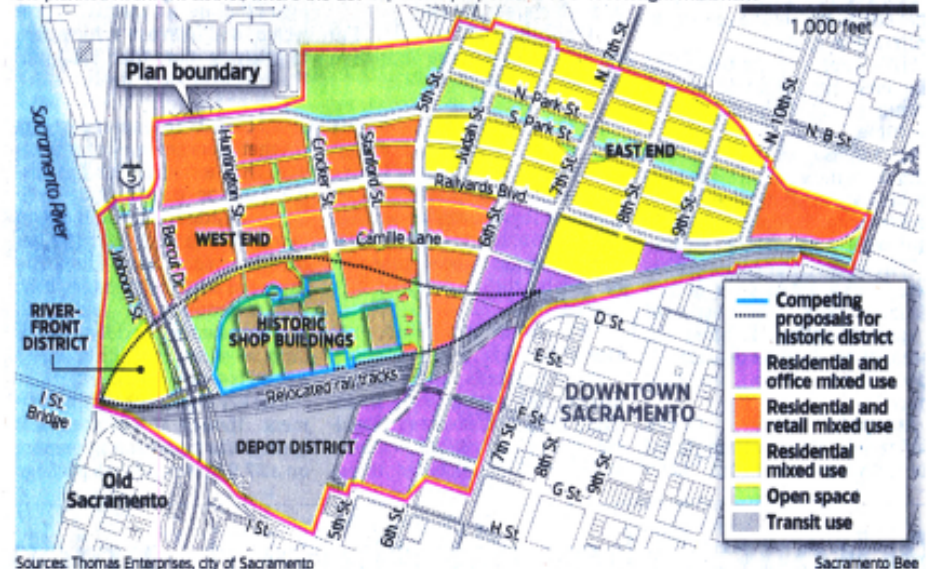 1,000 feet
Plan boundary
Sacramento River
5
N. 7th St.
N. 10th St.
N. B St.
5th St.
N. Park St.
S. Park St.
Judah St.
EAST END
Huntington St.
Crocker St.
Stanford St.
Railyards Blvd.
7th St.
8th St.
9th St.
6th St.
WEST END
Camille Lane
Jibboom St.
Bercut Dr.
RIVER-
FRONT
DISTRICT
HISTORIC
SHOP BUILDINGS
Relocated rail tracks
I St.
Bridge
DEPOT DISTRICT
Old
Sacramento
I St.
5th St.
6th St.
7th St.
8th St.
9th St.
D St.
E St.
F St.
G St.
H St.
DOWNTOWN
SACRAMENTO
Competing
proposals for
historic district
Residential and
office mixed use
Residential and
retail mixed use
Residential
mixed use
Open space
Transit use
Sources: Thomas Enterprises, city of Sacramento
Sacramento Bee